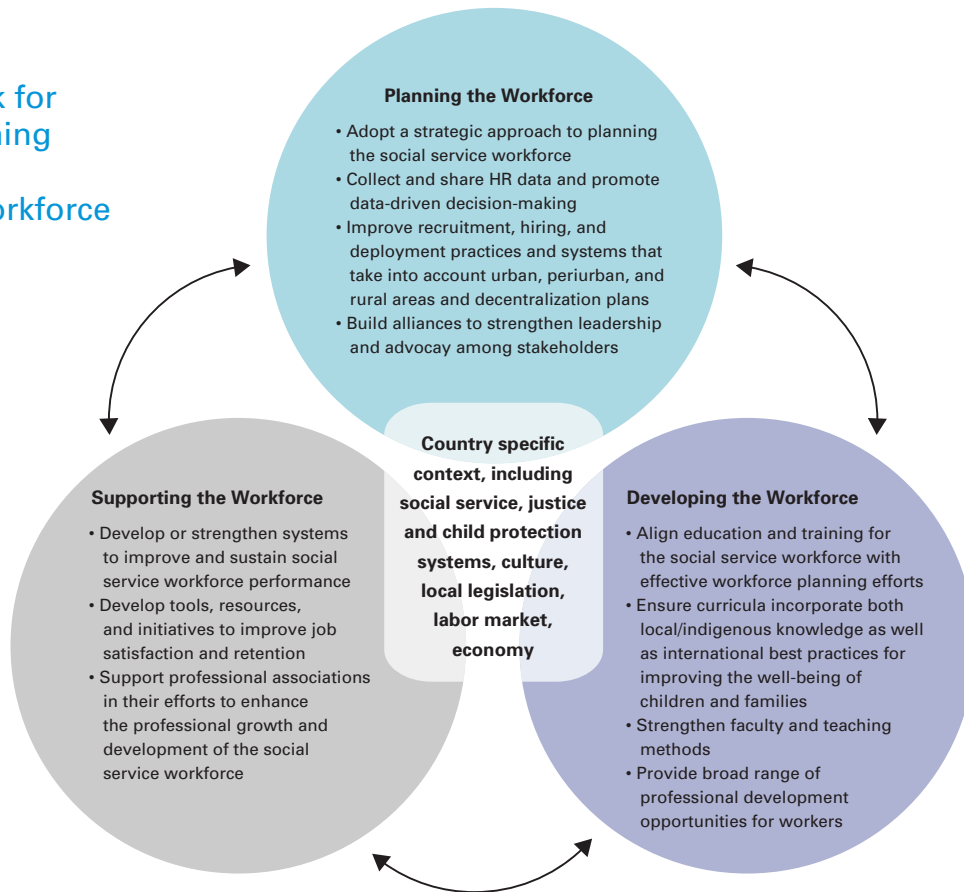 k for
ning
orkforce
Planning the Workforce
• Adopt a strategic approach to planning
the social service workforce
• Collect and share HR data and promote
data-driven decision-making
• Improve recruitment, hiring, and
deployment practices and systems that
take into account urban, periurban, and
rural areas and decentralization plans
• Build alliances to strengthen leadership
and advocay among stakeholders
Country specific
context, including
social service, justice
and child protection
systems, culture,
local legislation,
labor market,
economy
Supporting the Workforce
• Develop or strengthen systems
to improve and sustain social
service workforce performance
• Develop tools, resources,
and initiatives to improve job
satisfaction and retention
• Support professional associations
in their efforts to enhance
the professional growth and
development of the social
service workforce
Developing the Workforce
• Align education and training for
the social service workforce with
effective workforce planning efforts
• Ensure curricula incorporate both
local/indigenous knowledge as well
as international best practices for
improving the well-being of
children and families
• Strengthen faculty and teaching
methods
• Provide broad range of
professional development
opportunities for workers